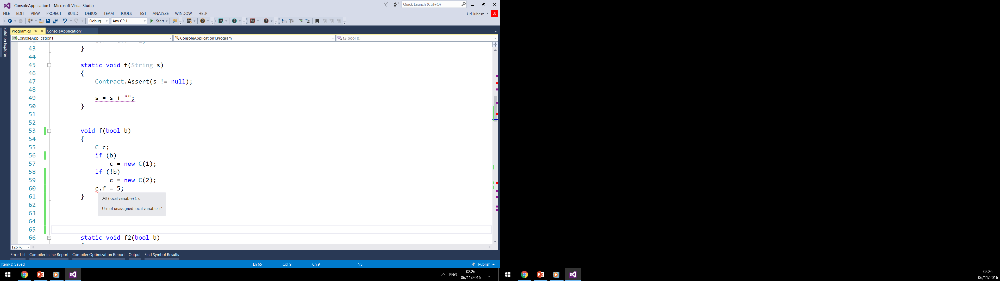 ConsoleApplication1 - Microsoft Visual Studio
Quick Launch (Ctrl+Q)
FILE EDIT VIEW PROJECT BUILD DEBUG TEAM TOOLS TEST ANALYZE WINDOW HELP
Uri Juhasz UJ
Debug Any CPU Start
Program.cs ConsoleApplication1
Solution Explorer
ConsoleApplication1 ConsoleApplication1.Program f2(bool b)
43 }
44
45 static void f(String s)
46 {
47 Contract.Assert(s != null);
48
49 s = s + "";
50 }
51
52
53 void f(bool b)
54 {
55 C c;
56 if (b)
57 c = new C(1);
58 if (!b)
59 c = new C(2);
60 c.f = 5;
61 }
(local variable) C c
62
Use of unassigned local variable 'c'
63
64
65
66 static void f2(bool b)
126 %
Error List Compiler Inline Report Compiler Optimization Report Output Find Symbol Results
Item(s) Saved Ln 65 Col 9 Ch 9 INS Publish
ENG 02:26
06/11/2016
02:26
06/11/2016